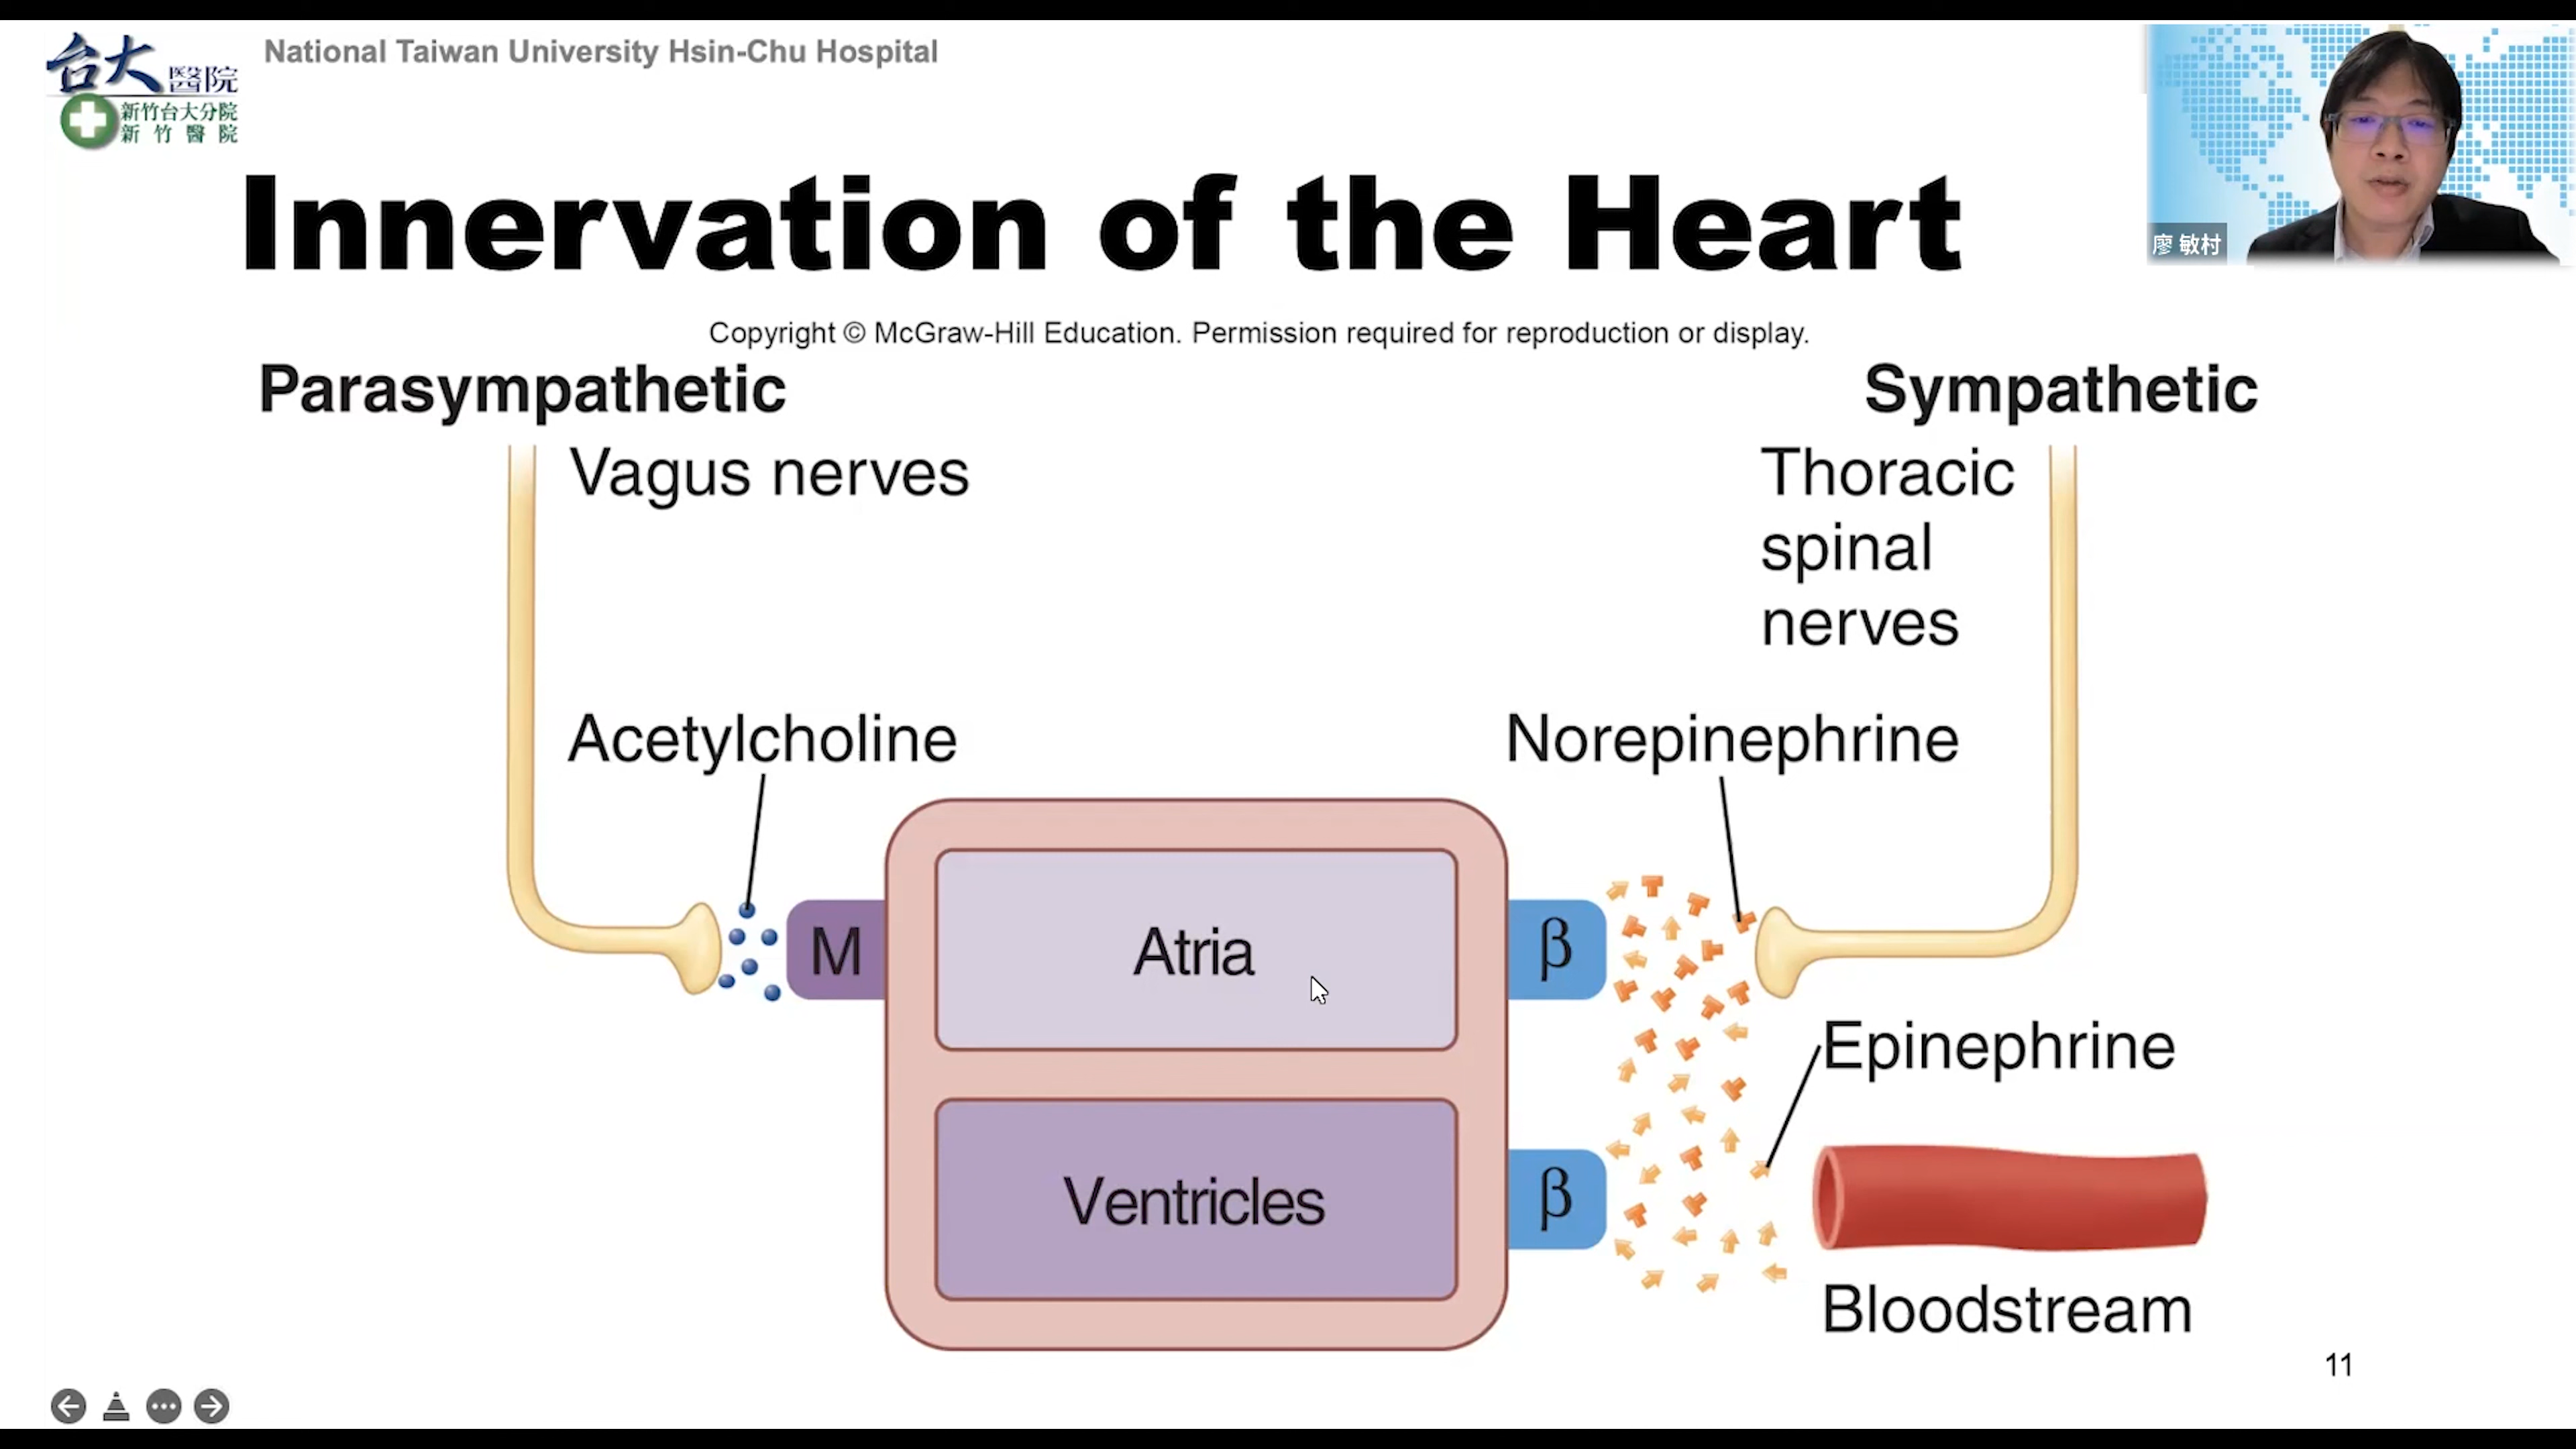 台大醫院
新竹台大分院
新竹醫院
National Taiwan University Hsin-Chu Hospital
廖 敏村
Innervation of the Heart
Copyright © McGraw-Hill Education. Permission required for reproduction or display.
Parasympathetic
Sympathetic
Vagus nerves
Thoracic
spinal
nerves
Acetylcholine
Norepinephrine
M
Atria
β
Epinephrine
Ventricles
β
Bloodstream
11